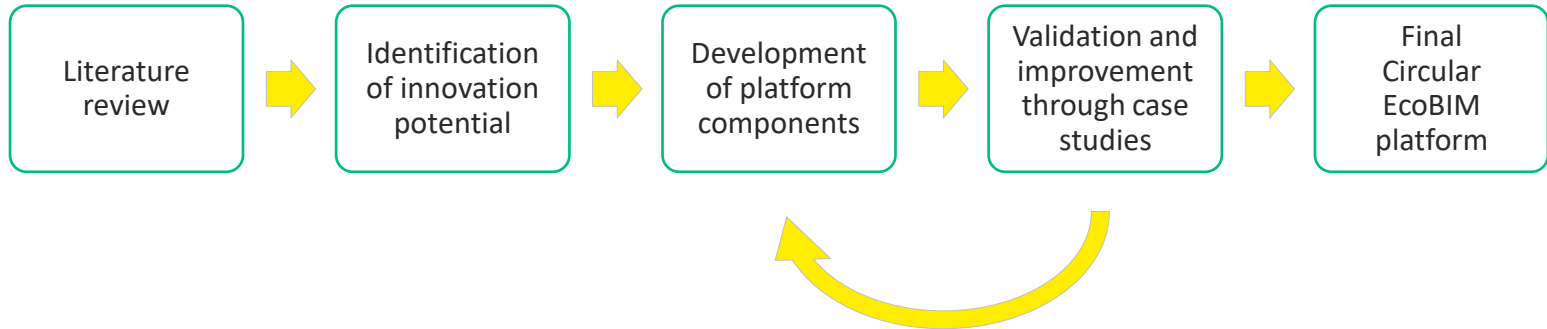 Literature
review
Identification
of innovation
potential
Development
of platform
components
Validation and
improvement
through case
studies
Final
Circular
EcoBIM
platform